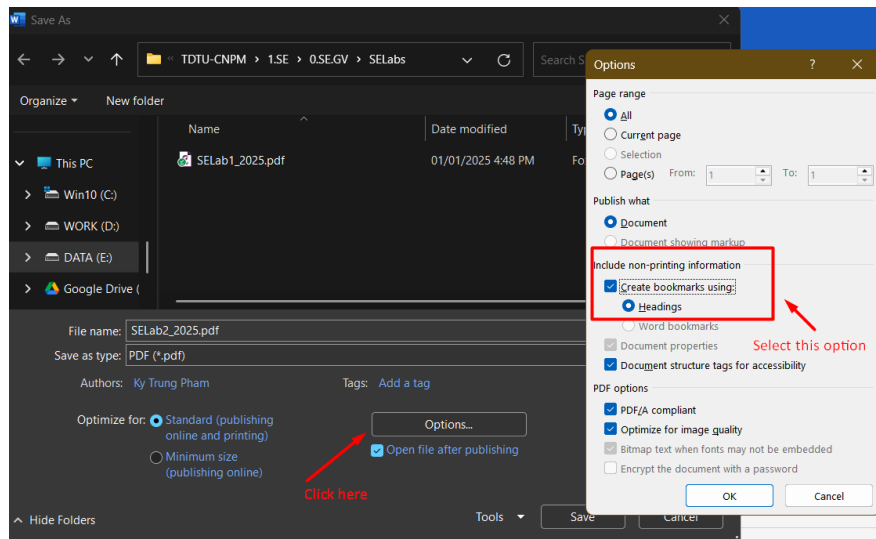 Save As
TDTU-CNPM > 1.SE > 0.SE.GV > SELabs
Search S
Organize
New folder
Name
Date modified
Ty
This PC
SELab1_2025.pdf
01/01/2025 4:48 PM
Fo
Win10 (C:)
WORK (D:)
DATA (E:)
Google Drive (
File name: SELab2_2025.pdf
Save as type: PDF (*.pdf)
Authors: Ky Trung Pham
Tags: Add a tag
Optimize for: Standard (publishing
online and printing)
Minimum size
(publishing online)
Options...
Open file after publishing
Click here
Hide Folders
Tools
Save
Cancel
Options
?
Page range
All
Current page
Selection
Page(s) From: 1 To: 1
Publish what
Document
Document showing markup
Include non-printing information
Create bookmarks using:
Headings
Word bookmarks
Select this option
Document properties
Document structure tags for accessibility
PDF options
PDF/A compliant
Optimize for image quality
Bitmap text when fonts may not be embedded
Encrypt the document with a password
OK
Cancel